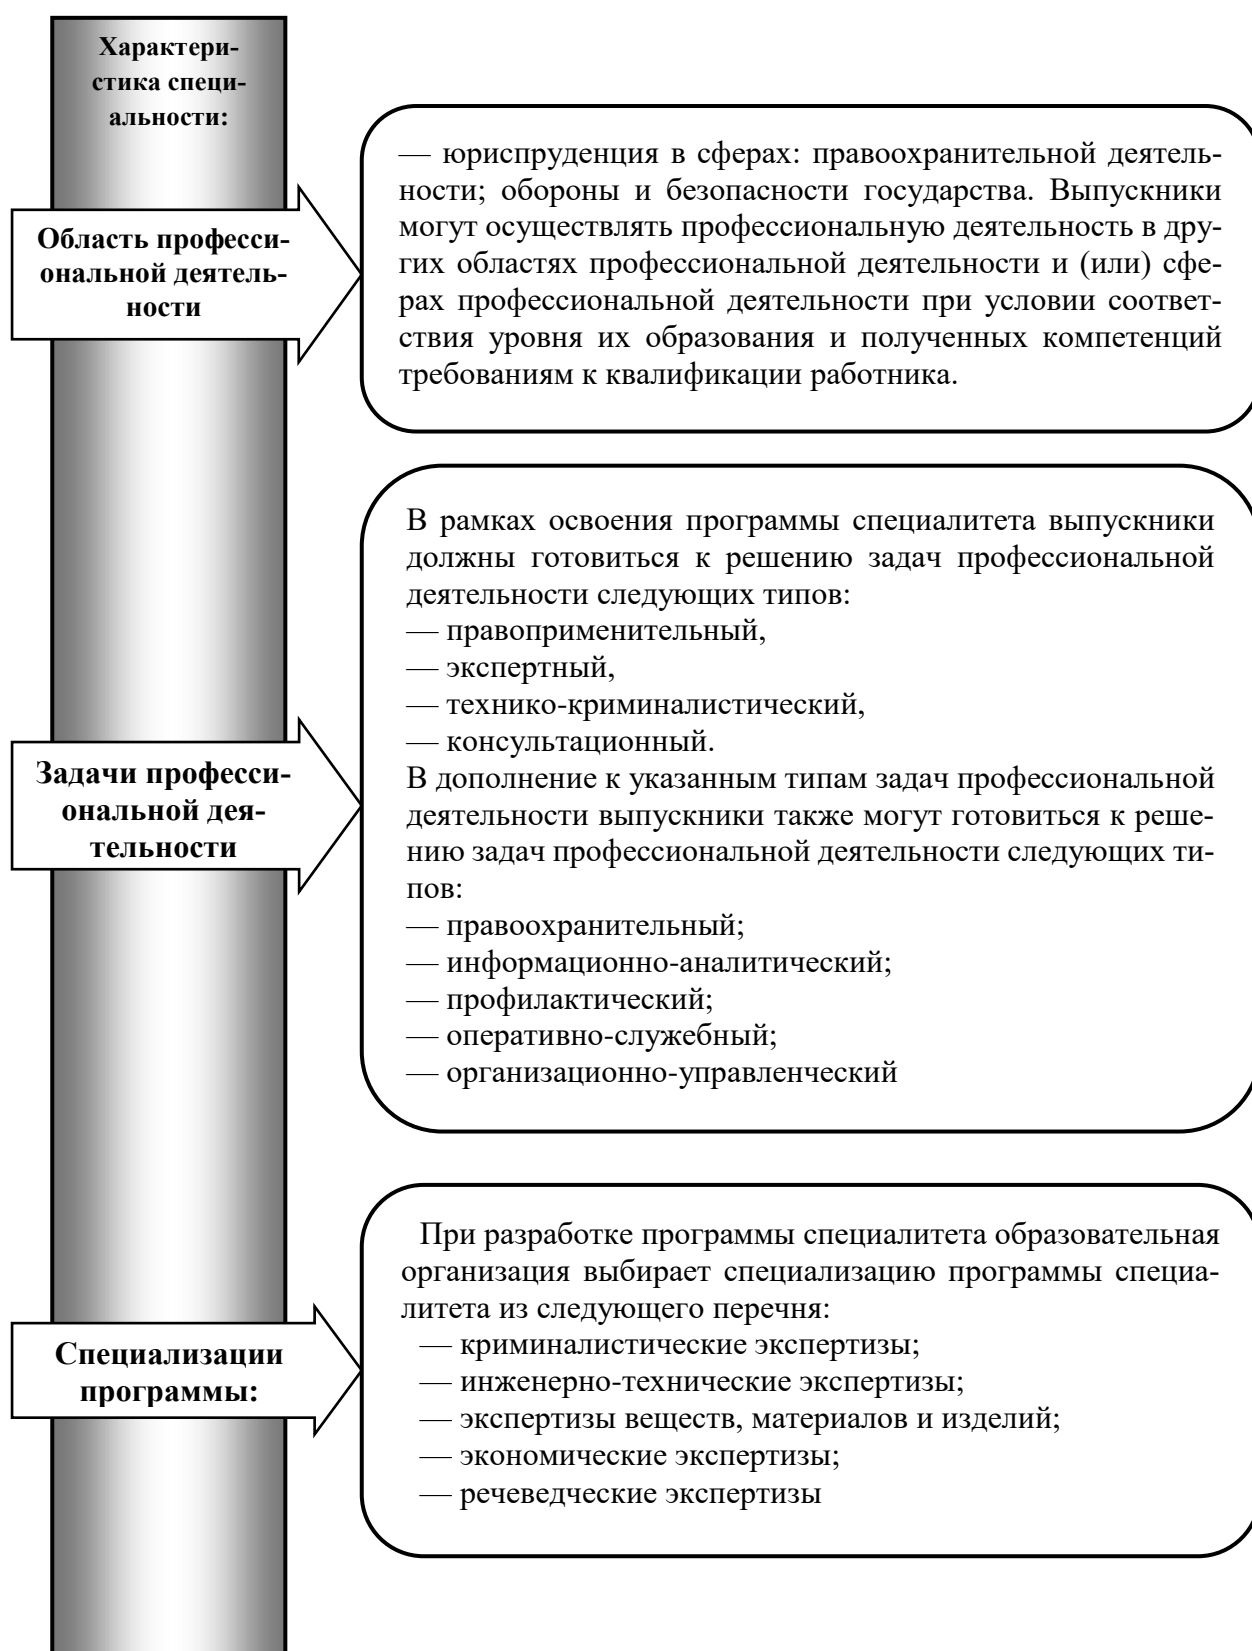 Характери-
стика специ-
альности:
Область професси-
ональной деятель-
ности
— юриспруденция в сферах: правоохранительной деятель-
ности; обороны и безопасности государства. Выпускники
могут осуществлять профессиональную деятельность в дру-
гих областях профессиональной деятельности и (или) сфе-
рах профессиональной деятельности при условии соответ-
ствия уровня их образования и полученных компетенций
требованиям к квалификации работника.
Задачи професси-
ональной дея-
тельности
В рамках освоения программы специалитета выпускники
должны готовиться к решению задач профессиональной
деятельности следующих типов:
— правоприменительный,
— экспертный,
— технико-криминалистический,
— консультационный.
В дополнение к указанным типам задач профессиональной
деятельности выпускники также могут готовиться к реше-
нию задач профессиональной деятельности следующих ти-
пов:
— правоохранительный;
— информационно-аналитический;
— профилактический;
— оперативно-служебный;
— организационно-управленческий
Специализации
программы:
При разработке программы специалитета образовательная
организация выбирает специализацию программы специа-
литета из следующего перечня:
— криминалистические экспертизы;
— инженерно-технические экспертизы;
— экспертизы веществ, материалов и изделий;
— экономические экспертизы;
— речеведческие экспертизы